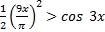 1/2 (9x/π)² > cos 3x